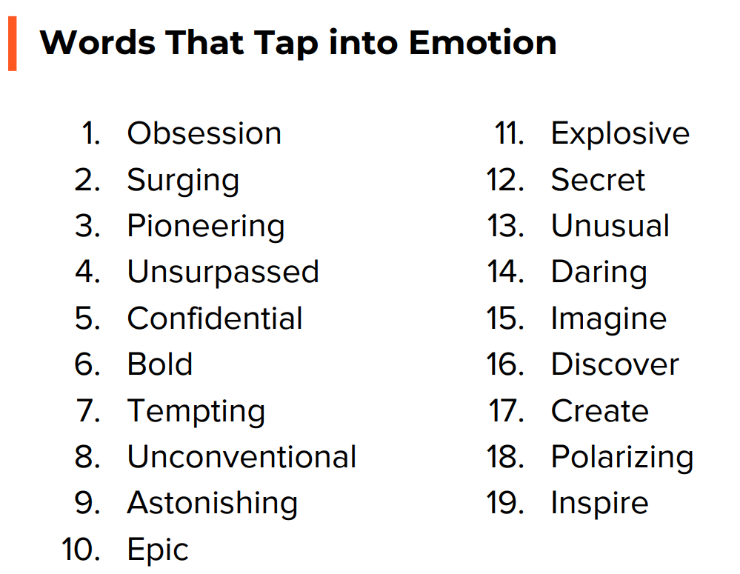 Words That Tap into Emotion
1. Obsession
2. Surging
3. Pioneering
4. Unsurpassed
5. Confidential
6. Bold
7. Tempting
8. Unconventional
9. Astonishing
10. Epic
11. Explosive
12. Secret
13. Unusual
14. Daring
15. Imagine
16. Discover
17. Create
18. Polarizing
19. Inspire